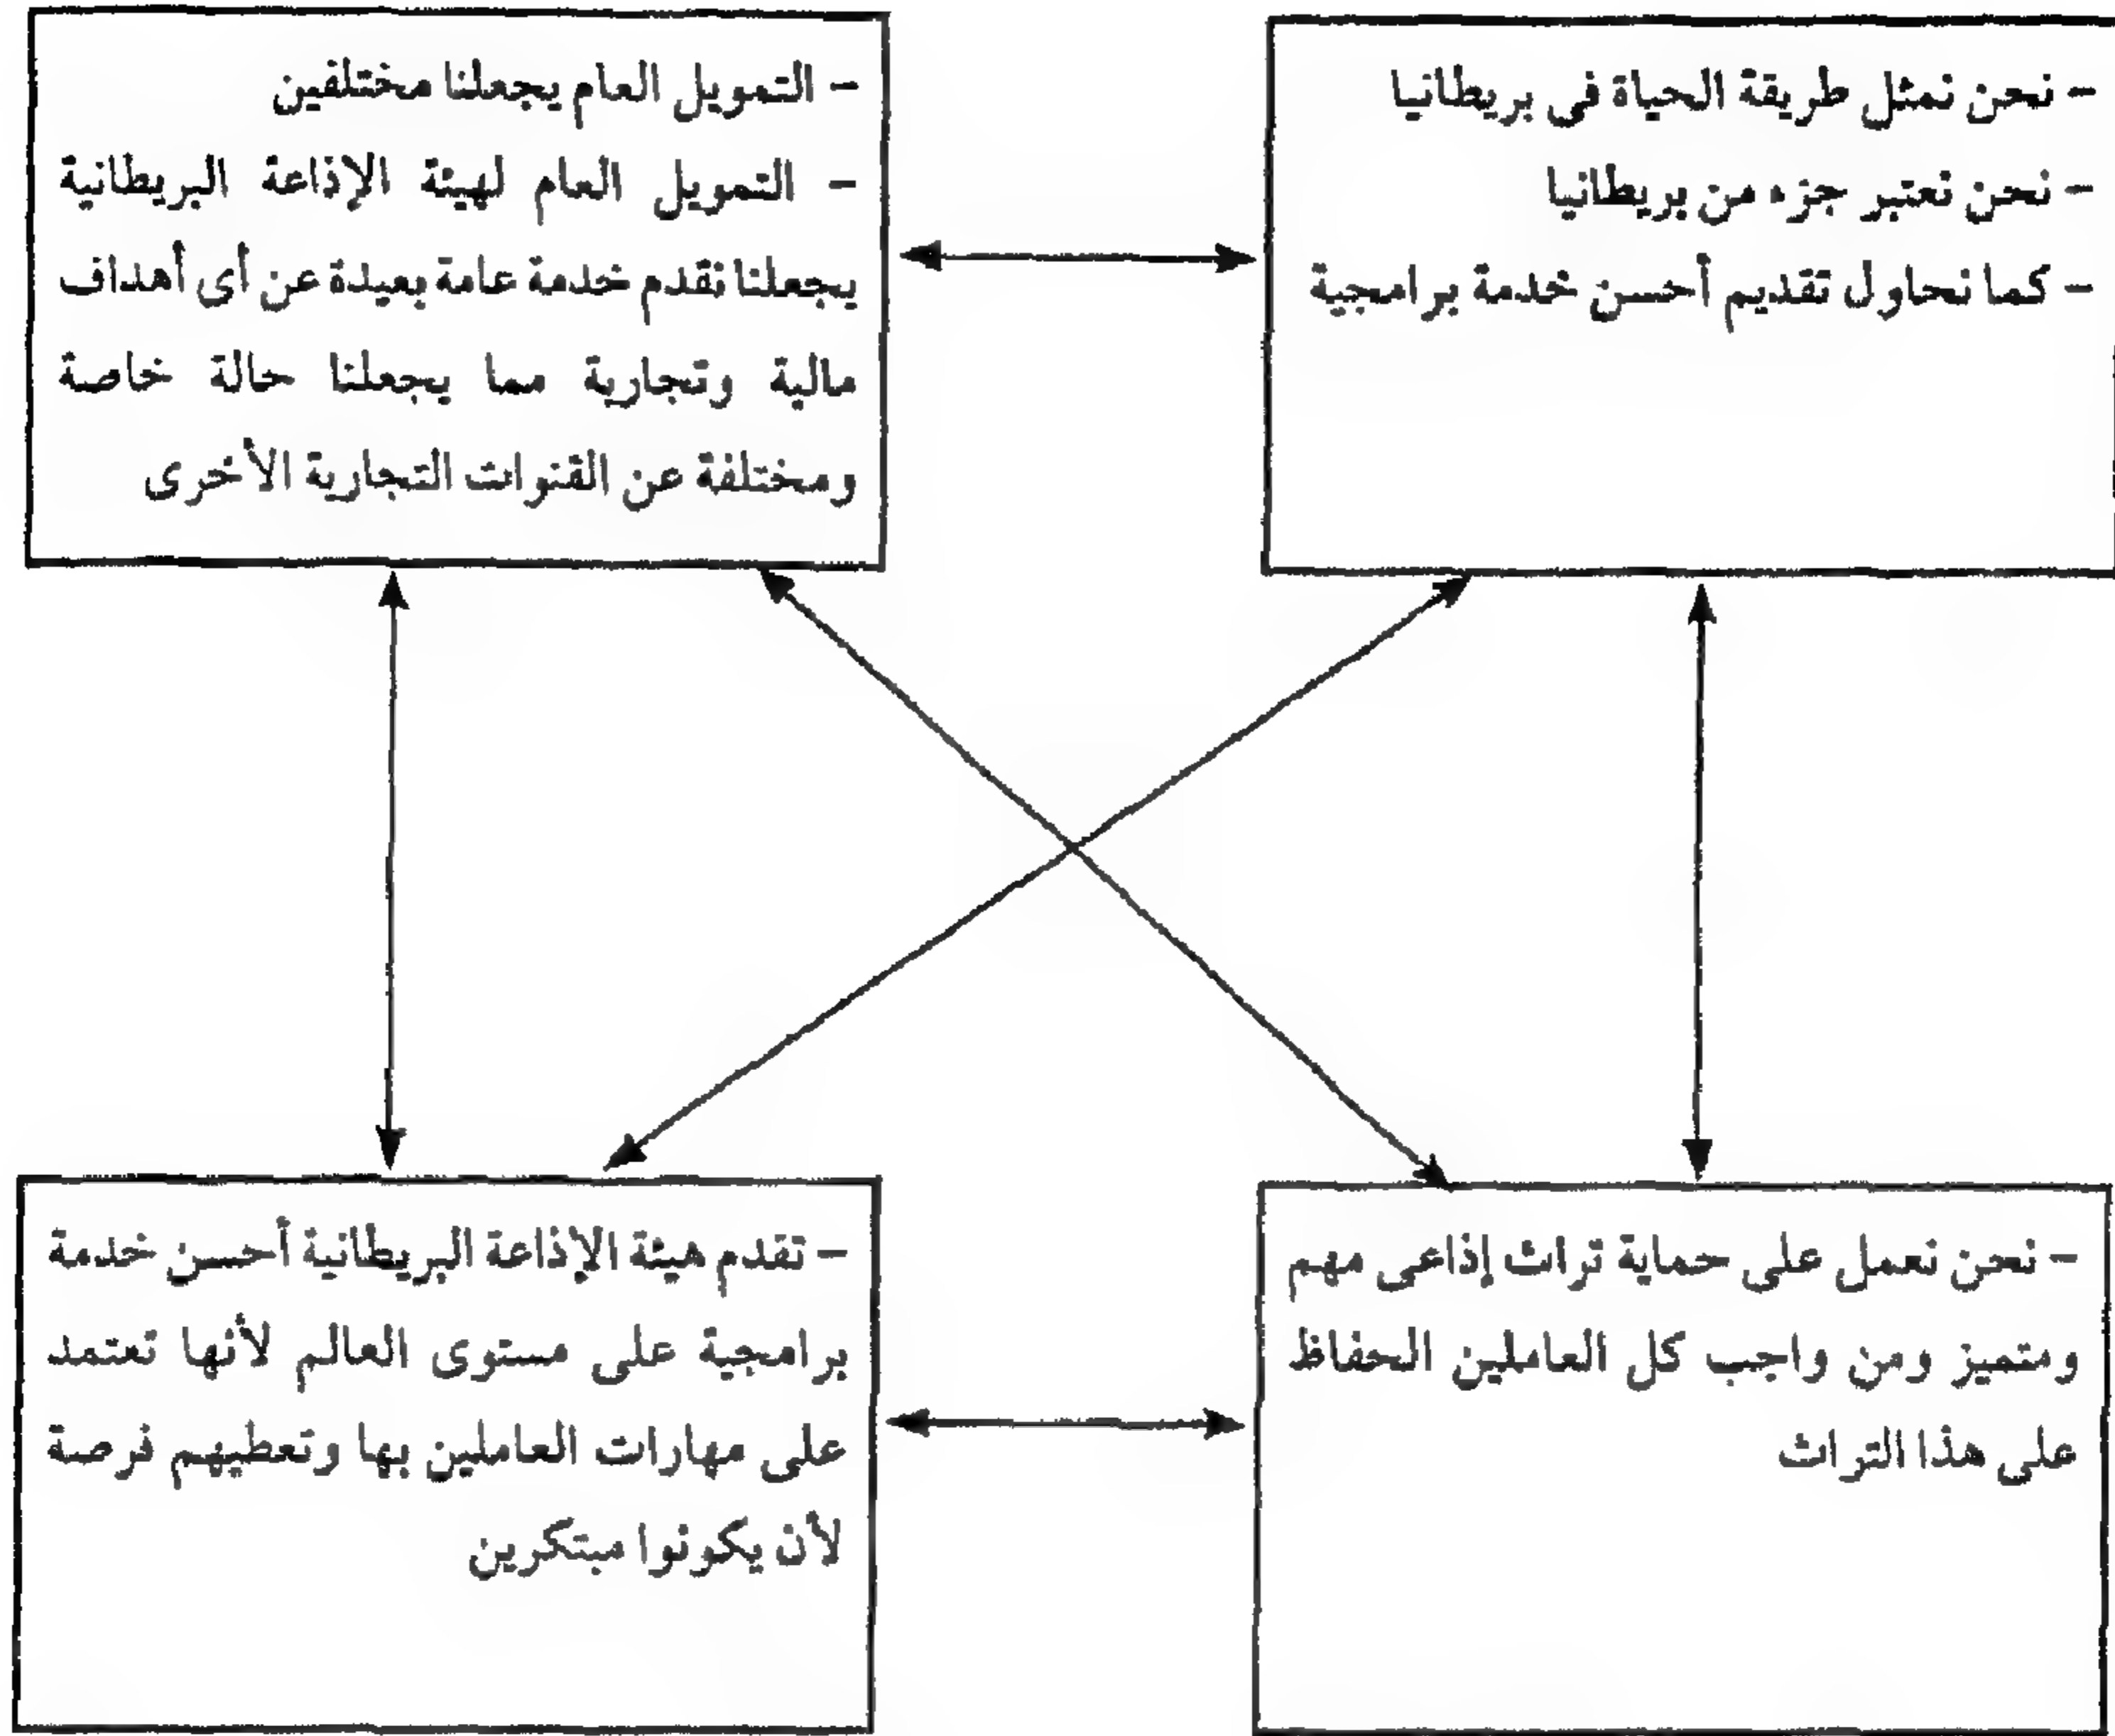 - نحن نمثل طريقة الحياة فى بريطانيا
- نحن نعتبر جزء من بريطانيا
- كما نحاول تقديم أحسن خدمة برامجية
- التمويل العام يجعلنا مختلفين
- التمويل العام لهيئة الإذاعة البريطانية
يجعلنا نقدم خدمة عامة بعيدة عن أى أهداف
مالية وتجارية مما يجعلنا حالة خاصة
ومختلفة عن القنوات التجارية الأخرى
- نحن نعمل على حماية تراث إذاعى مهم
ومتميز ومن واجب كل العاملين الحفاظ
على هذا التراث
- تقدم هيئة الإذاعة البريطانية أحسن خدمة
برامجية على مستوى العالم لأنها تعتمد
على مهارات العاملين بها وتعطيهم فرصة
لأن يكونوا مبتكرين